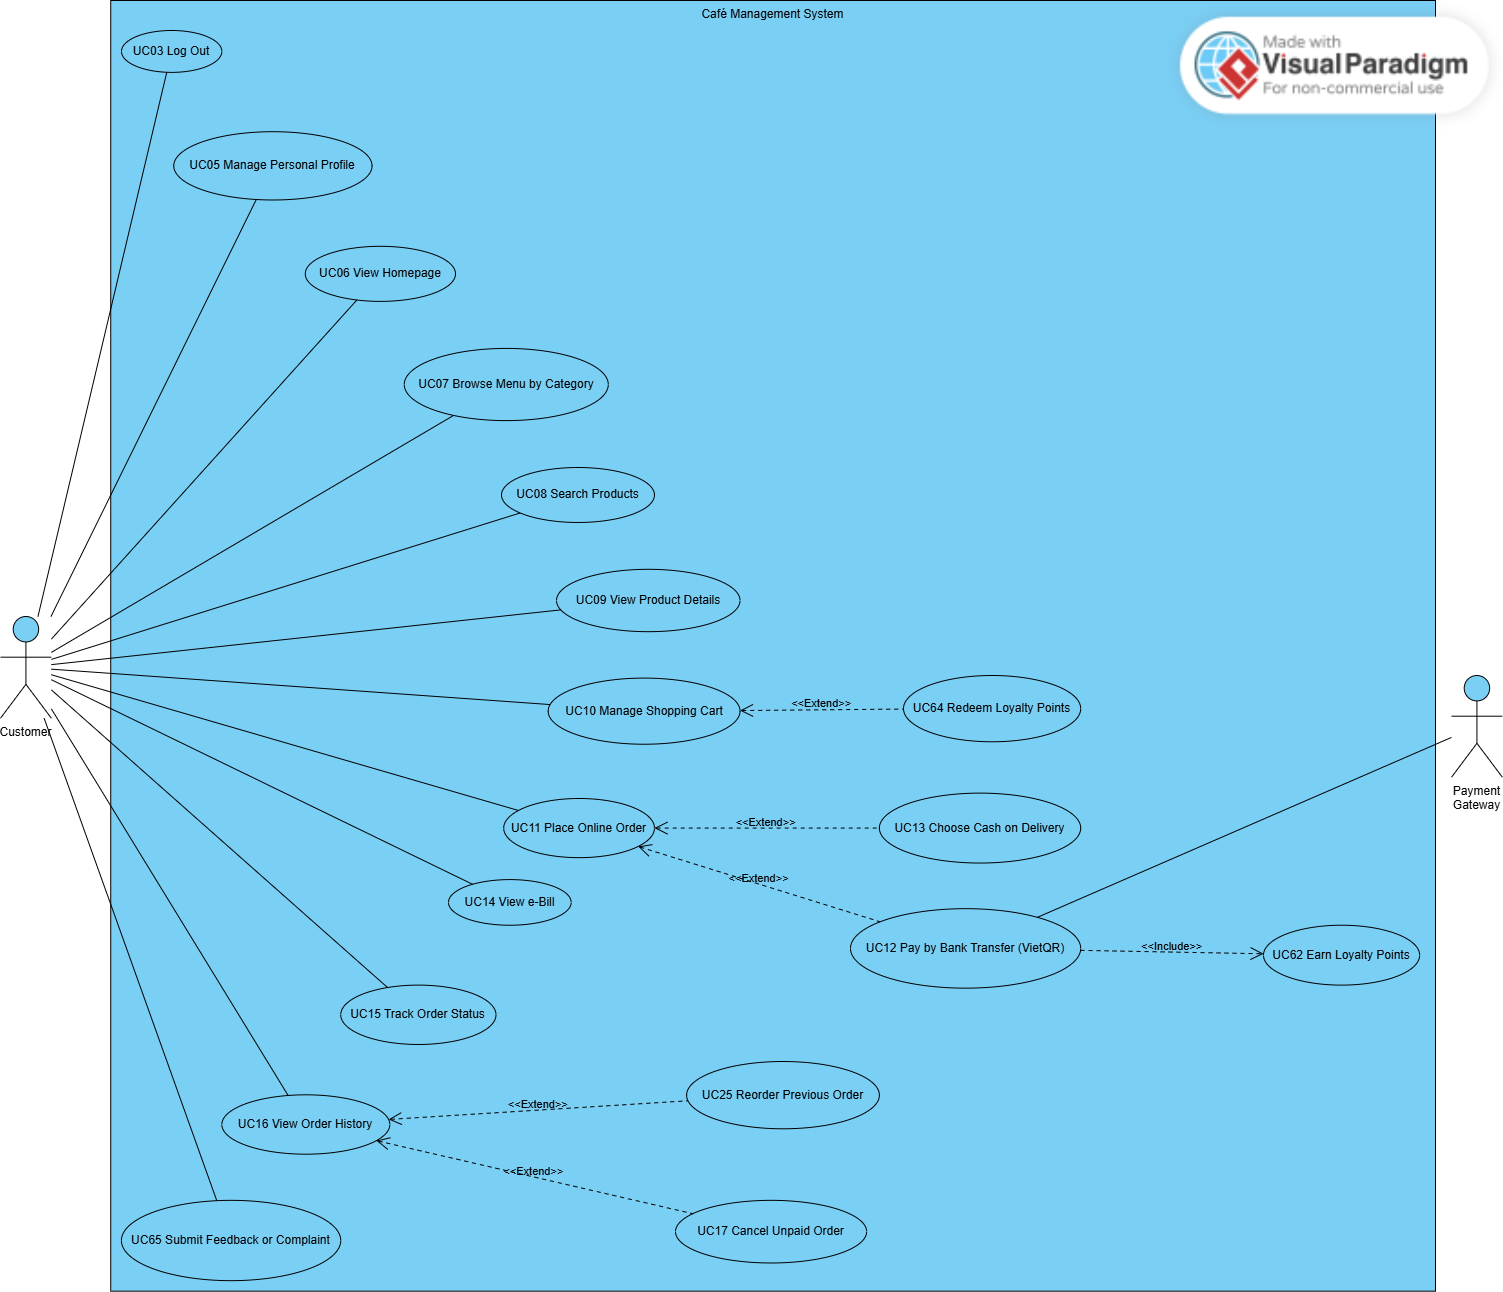 Café Management System
Made with
VisualParadigm
For non-commercial use
UC03 Log Out
UC05 Manage Personal Profile
UC06 View Homepage
UC07 Browse Menu by Category
UC08 Search Products
UC09 View Product Details
Customer
UC10 Manage Shopping Cart
<<Extend>>
UC64 Redeem Loyalty Points
Payment
Gateway
UC11 Place Online Order
<<Extend>>
UC13 Choose Cash on Delivery
<<Extend>>
UC14 View e-Bill
UC12 Pay by Bank Transfer (VietQR)
<<Include>>
UC62 Earn Loyalty Points
UC15 Track Order Status
UC16 View Order History
<<Extend>>
UC25 Reorder Previous Order
<<Extend>>
UC17 Cancel Unpaid Order
UC65 Submit Feedback or Complaint